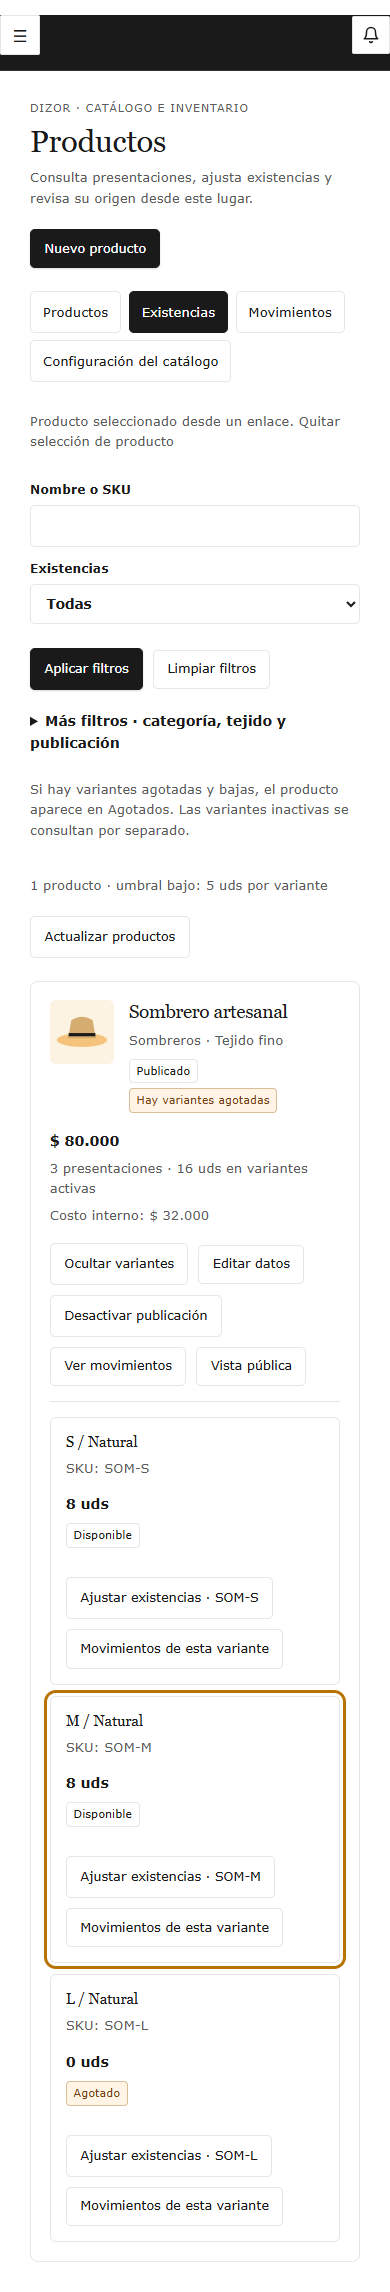 ☰
DIZOR · CATÁLOGO E INVENTARIO
Productos
Consulta presentaciones, ajusta existencias y
revisa su origen desde este lugar.
Nuevo producto
Productos
Existencias
Movimientos
Configuración del catálogo
Producto seleccionado desde un enlace. Quitar
selección de producto
Nombre o SKU
Existencias
Todas
Aplicar filtros
Limpiar filtros
▶ Más filtros · categoría, tejido y
publicación
Si hay variantes agotadas y bajas, el producto
aparece en Agotados. Las variantes inactivas se
consultan por separado.
1 producto · umbral bajo: 5 uds por variante
Actualizar productos
Sombrero artesanal
Sombreros · Tejido fino
Publicado
Hay variantes agotadas
$ 80.000
3 presentaciones · 16 uds en variantes
activas
Costo interno: $ 32.000
Ocultar variantes
Editar datos
Desactivar publicación
Ver movimientos
Vista pública
S / Natural
SKU: SOM-S
8 uds
Disponible
Ajustar existencias · SOM-S
Movimientos de esta variante
M / Natural
SKU: SOM-M
8 uds
Disponible
Ajustar existencias · SOM-M
Movimientos de esta variante
L / Natural
SKU: SOM-L
0 uds
Agotado
Ajustar existencias · SOM-L
Movimientos de esta variante